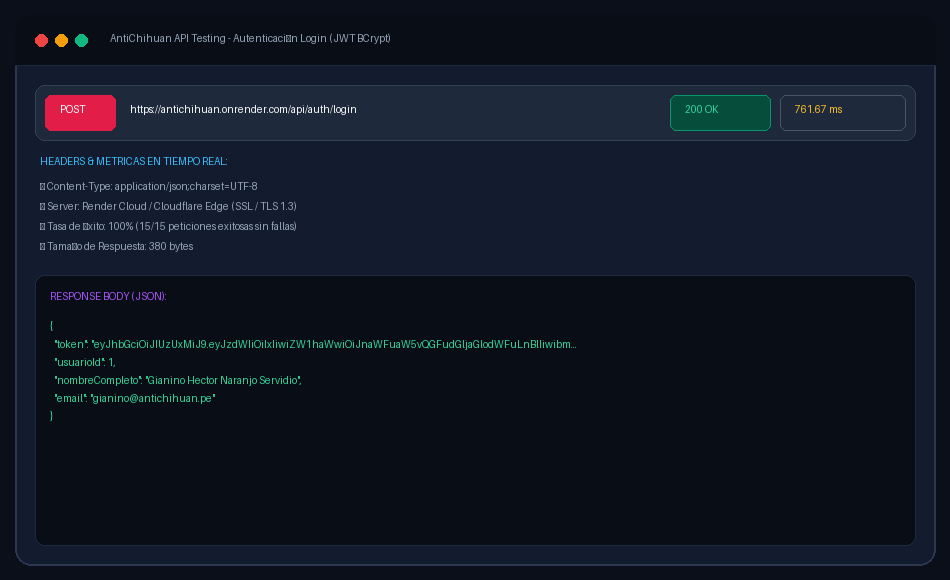 AntiChihuan API Testing - Autenticaci▯n Login (JWT BCrypt)
POST
https://antichihuan.onrender.com/api/auth/login
200 OK
761.67 ms
HEADERS & METRICAS EN TIEMPO REAL:
▯ Content-Type: application/json;charset=UTF-8
▯ Server: Render Cloud / Cloudflare Edge (SSL / TLS 1.3)
▯ Tasa de ▯xito: 100% (15/15 peticiones exitosas sin fallas)
▯ Tama▯o de Respuesta: 380 bytes
RESPONSE BODY (JSON):
{
"token": "eyJhbGciOiJIUzUxMiJ9.eyJzdWIiOiIxIiwiZW1haWwiOiJnaWFuaW5vQGFudGljaGlodWFuLnBlIiwibm...
"usuarioId": 1,
"nombreCompleto": "Gianino Hector Naranjo Servidio",
"email": "gianino@antichihuan.pe"
}